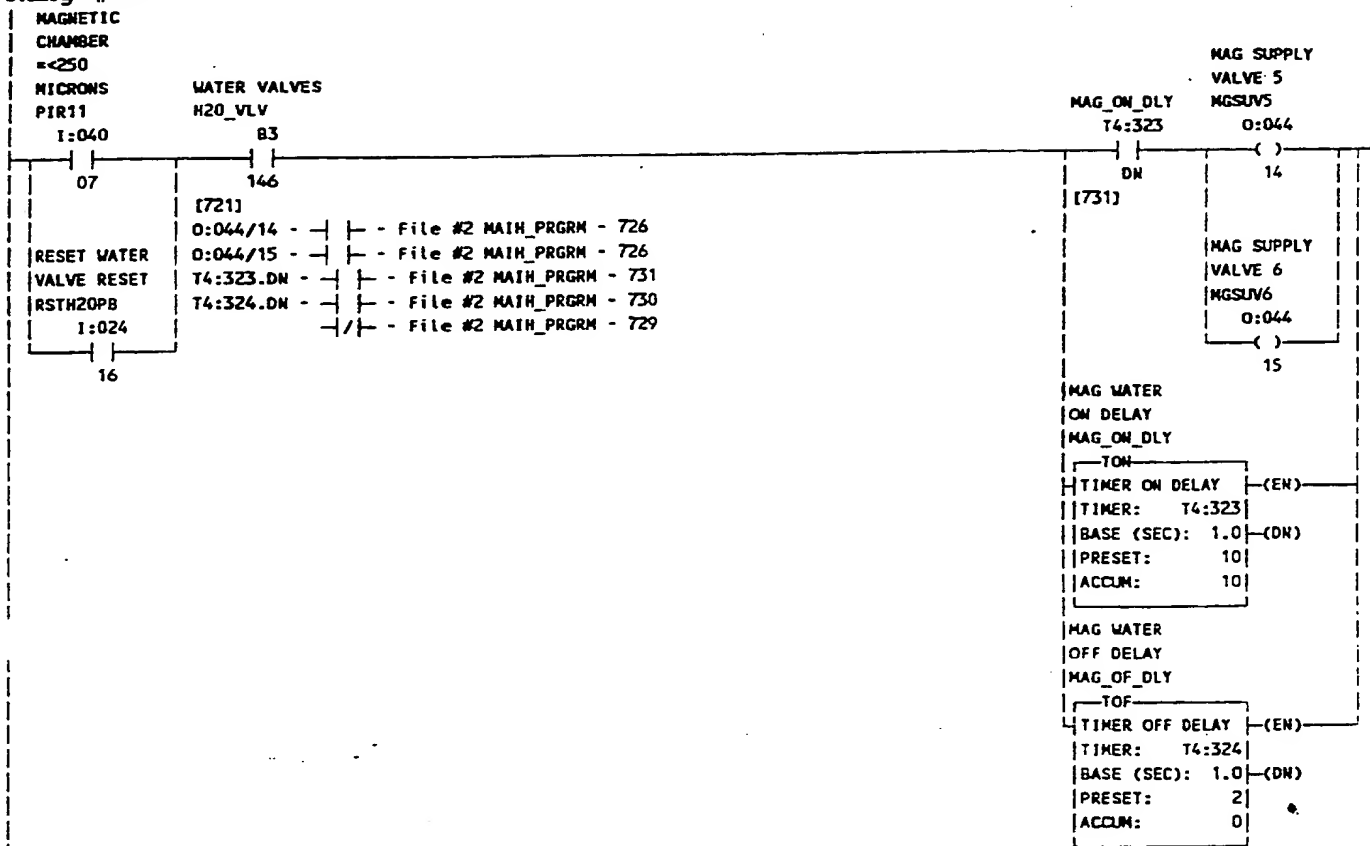 MAGNETIC
CHAMBER
=<250
MICRONS
PIR11
I:040
07
WATER VALVES
H20_VLV
B3
146
[721]
O:044/14 - ┤ ├ - File #2 MAIN_PRGRM - 726
O:044/15 - ┤ ├ - File #2 MAIN_PRGRM - 726
T4:323.DN - ┤ ├ - File #2 MAIN_PRGRM - 731
T4:324.DN - ┤ ├ - File #2 MAIN_PRGRM - 730
┤/├ - File #2 MAIN_PRGRM - 729
RESET WATER
VALVE RESET
RSTH20PB
I:024
16
MAG_ON_DLY
T4:323
DN
[731]
MAG SUPPLY
VALVE 5
MGSUV5
O:044
( )
14
MAG SUPPLY
VALVE 6
MGSUV6
O:044
( )
15
MAG WATER
ON DELAY
MAG_ON_DLY
TON
TIMER ON DELAY (EN)
TIMER: T4:323
BASE (SEC): 1.0 (DN)
PRESET: 10
ACCUM: 10
MAG WATER
OFF DELAY
MAG_OF_DLY
TOF
TIMER OFF DELAY (EN)
TIMER: T4:324
BASE (SEC): 1.0 (DN)
PRESET: 2
ACCUM: 0